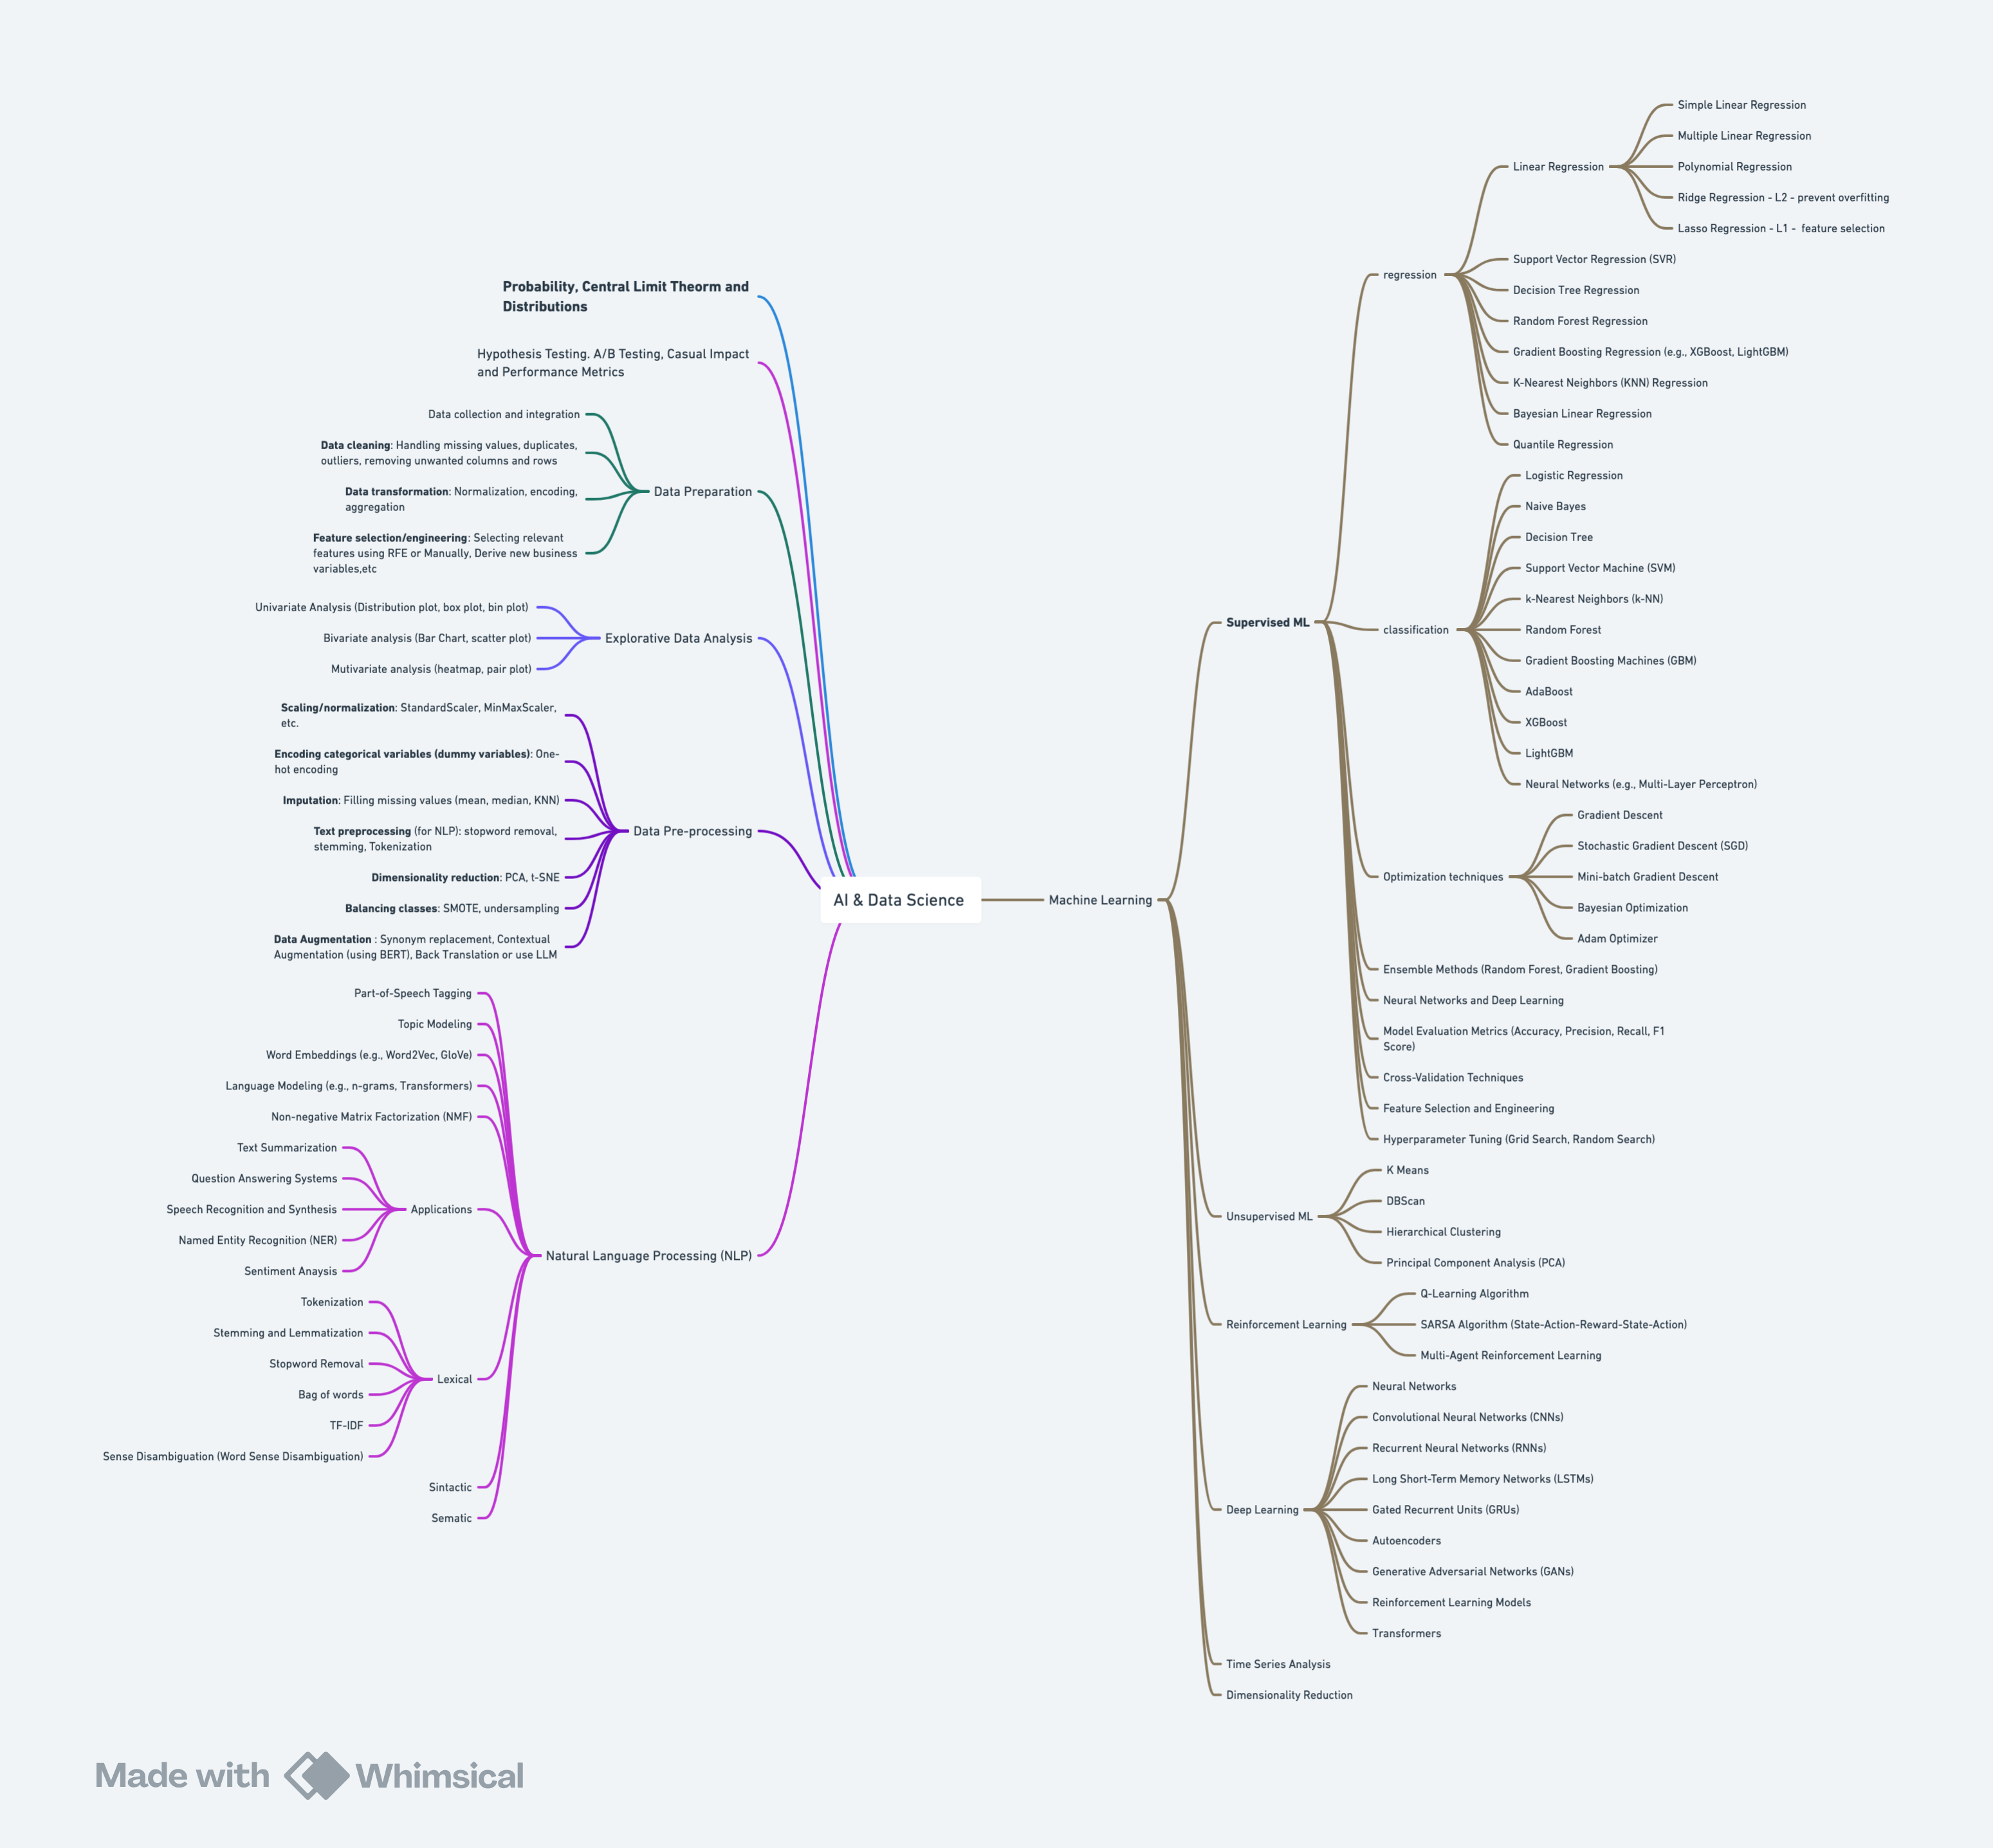 Probability, Central Limit Theorm and
Distributions
Hypothesis Testing. A/B Testing, Casual Impact
and Performance Metrics
Data collection and integration
Data cleaning: Handling missing values, duplicates,
outliers, removing unwanted columns and rows
Data transformation: Normalization, encoding,
aggregation
Feature selection/engineering: Selecting relevant
features using RFE or Manually, Derive new business
variables,etc
Data Preparation
Univariate Analysis (Distribution plot, box plot, bin plot)
Bivariate analysis (Bar Chart, scatter plot)
Mutivariate analysis (heatmap, pair plot)
Explorative Data Analysis
Scaling/normalization: StandardScaler, MinMaxScaler,
etc.
Encoding categorical variables (dummy variables): One-
hot encoding
Imputation: Filling missing values (mean, median, KNN)
Text preprocessing (for NLP): stopword removal,
stemming, Tokenization
Dimensionality reduction: PCA, t-SNE
Balancing classes: SMOTE, undersampling
Data Augmentation : Synonym replacement, Contextual
Augmentation (using BERT), Back Translation or use LLM
Data Pre-processing
Part-of-Speech Tagging
Topic Modeling
Word Embeddings (e.g., Word2Vec, GloVe)
Language Modeling (e.g., n-grams, Transformers)
Non-negative Matrix Factorization (NMF)
Text Summarization
Question Answering Systems
Speech Recognition and Synthesis
Named Entity Recognition (NER)
Sentiment Anaysis
Applications
Tokenization
Stemming and Lemmatization
Stopword Removal
Bag of words
TF-IDF
Sense Disambiguation (Word Sense Disambiguation)
Lexical
Sintactic
Sematic
Natural Language Processing (NLP)
AI & Data Science
Machine Learning
Supervised ML
regression
Linear Regression
Simple Linear Regression
Multiple Linear Regression
Polynomial Regression
Ridge Regression - L2 - prevent overfitting
Lasso Regression - L1 -  feature selection
Support Vector Regression (SVR)
Decision Tree Regression
Random Forest Regression
Gradient Boosting Regression (e.g., XGBoost, LightGBM)
K-Nearest Neighbors (KNN) Regression
Bayesian Linear Regression
Quantile Regression
classification
Logistic Regression
Naive Bayes
Decision Tree
Support Vector Machine (SVM)
k-Nearest Neighbors (k-NN)
Random Forest
Gradient Boosting Machines (GBM)
AdaBoost
XGBoost
LightGBM
Neural Networks (e.g., Multi-Layer Perceptron)
Optimization techniques
Gradient Descent
Stochastic Gradient Descent (SGD)
Mini-batch Gradient Descent
Bayesian Optimization
Adam Optimizer
Ensemble Methods (Random Forest, Gradient Boosting)
Neural Networks and Deep Learning
Model Evaluation Metrics (Accuracy, Precision, Recall, F1
Score)
Cross-Validation Techniques
Feature Selection and Engineering
Hyperparameter Tuning (Grid Search, Random Search)
Unsupervised ML
K Means
DBScan
Hierarchical Clustering
Principal Component Analysis (PCA)
Reinforcement Learning
Q-Learning Algorithm
SARSA Algorithm (State-Action-Reward-State-Action)
Multi-Agent Reinforcement Learning
Deep Learning
Neural Networks
Convolutional Neural Networks (CNNs)
Recurrent Neural Networks (RNNs)
Long Short-Term Memory Networks (LSTMs)
Gated Recurrent Units (GRUs)
Autoencoders
Generative Adversarial Networks (GANs)
Reinforcement Learning Models
Transformers
Time Series Analysis
Dimensionality Reduction
Made with Whimsical